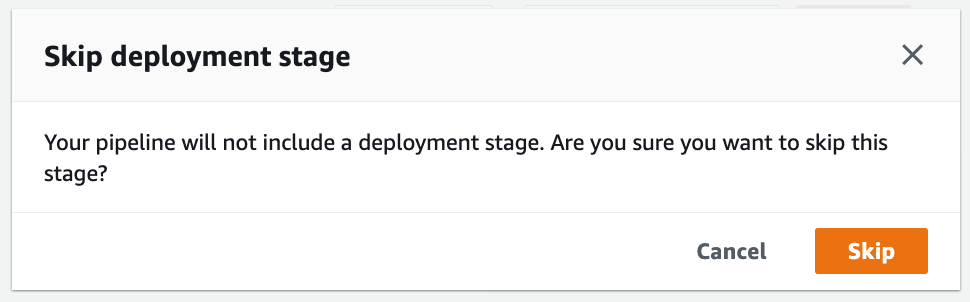 Skip deployment stage
Your pipeline will not include a deployment stage. Are you sure you want to skip this
stage?
Cancel
Skip